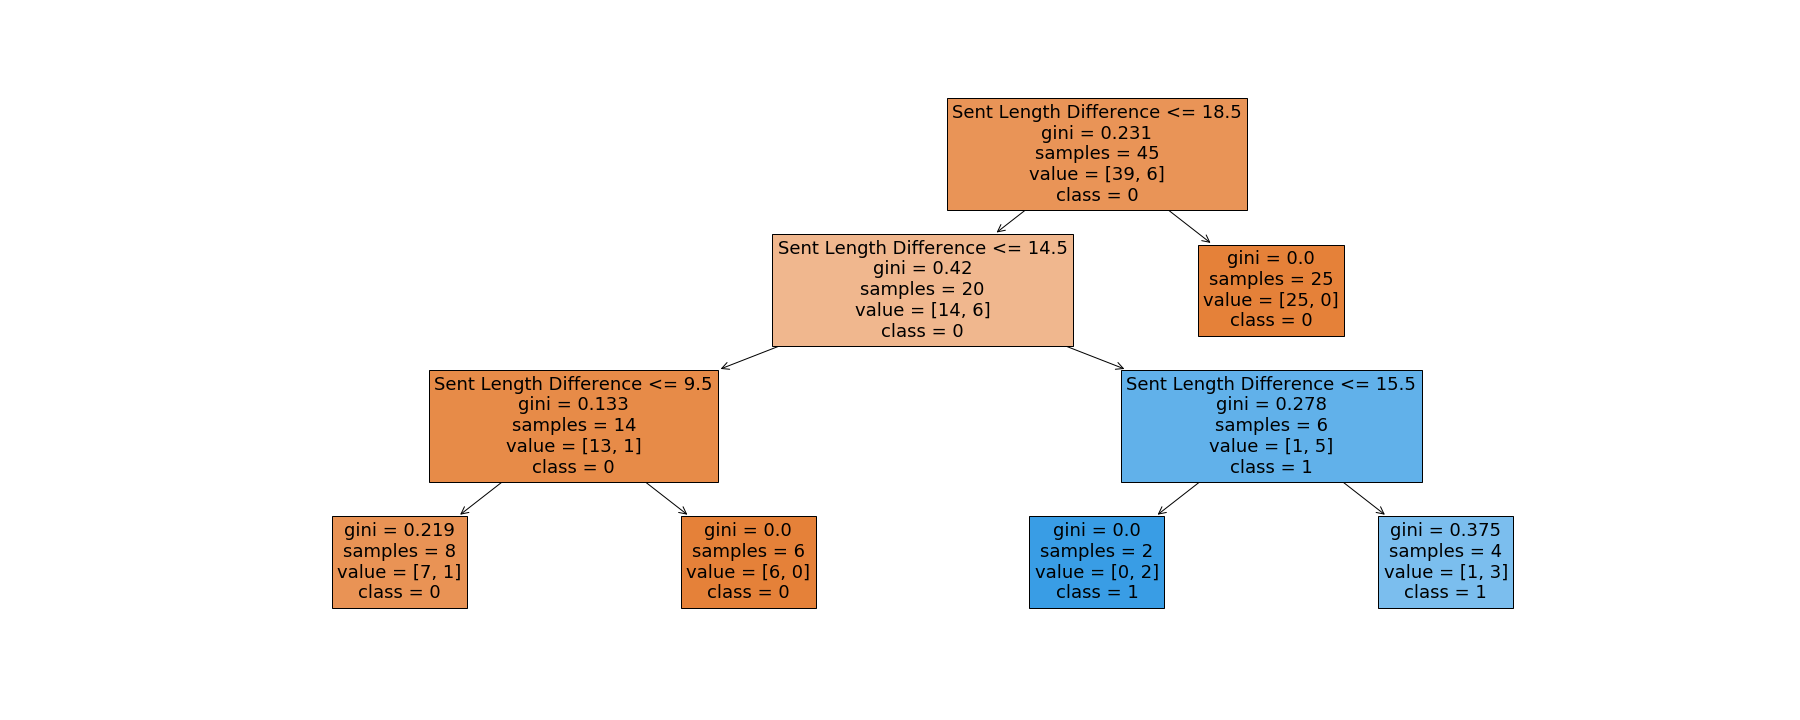 Sent Length Difference <= 18.5
gini = 0.231
samples = 45
value = [39, 6]
class = 0
Sent Length Difference <= 14.5
gini = 0.42
samples = 20
value = [14, 6]
class = 0
gini = 0.0
samples = 25
value = [25, 0]
class = 0
Sent Length Difference <= 9.5
gini = 0.133
samples = 14
value = [13, 1]
class = 0
Sent Length Difference <= 15.5
gini = 0.278
samples = 6
value = [1, 5]
class = 1
gini = 0.219
samples = 8
value = [7, 1]
class = 0
gini = 0.0
samples = 6
value = [6, 0]
class = 0
gini = 0.0
samples = 2
value = [0, 2]
class = 1
gini = 0.375
samples = 4
value = [1, 3]
class = 1